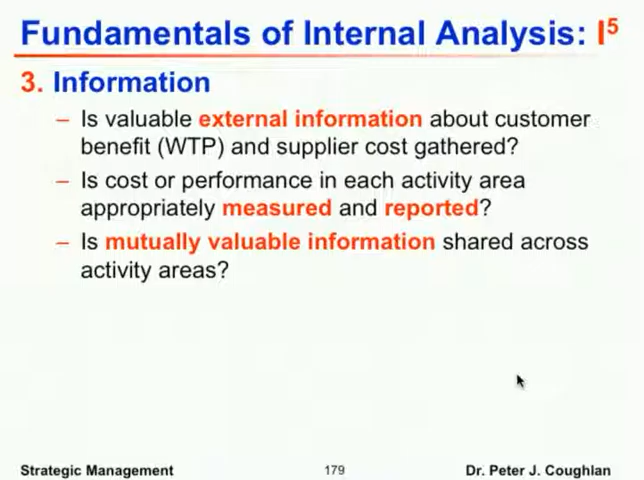 Fundamentals of Internal Analysis: I⁵
3. Information
– Is valuable external information about customer
benefit (WTP) and supplier cost gathered?
– Is cost or performance in each activity area
appropriately measured and reported?
– Is mutually valuable information shared across
activity areas?
Strategic Management 179 Dr. Peter J. Coughlan